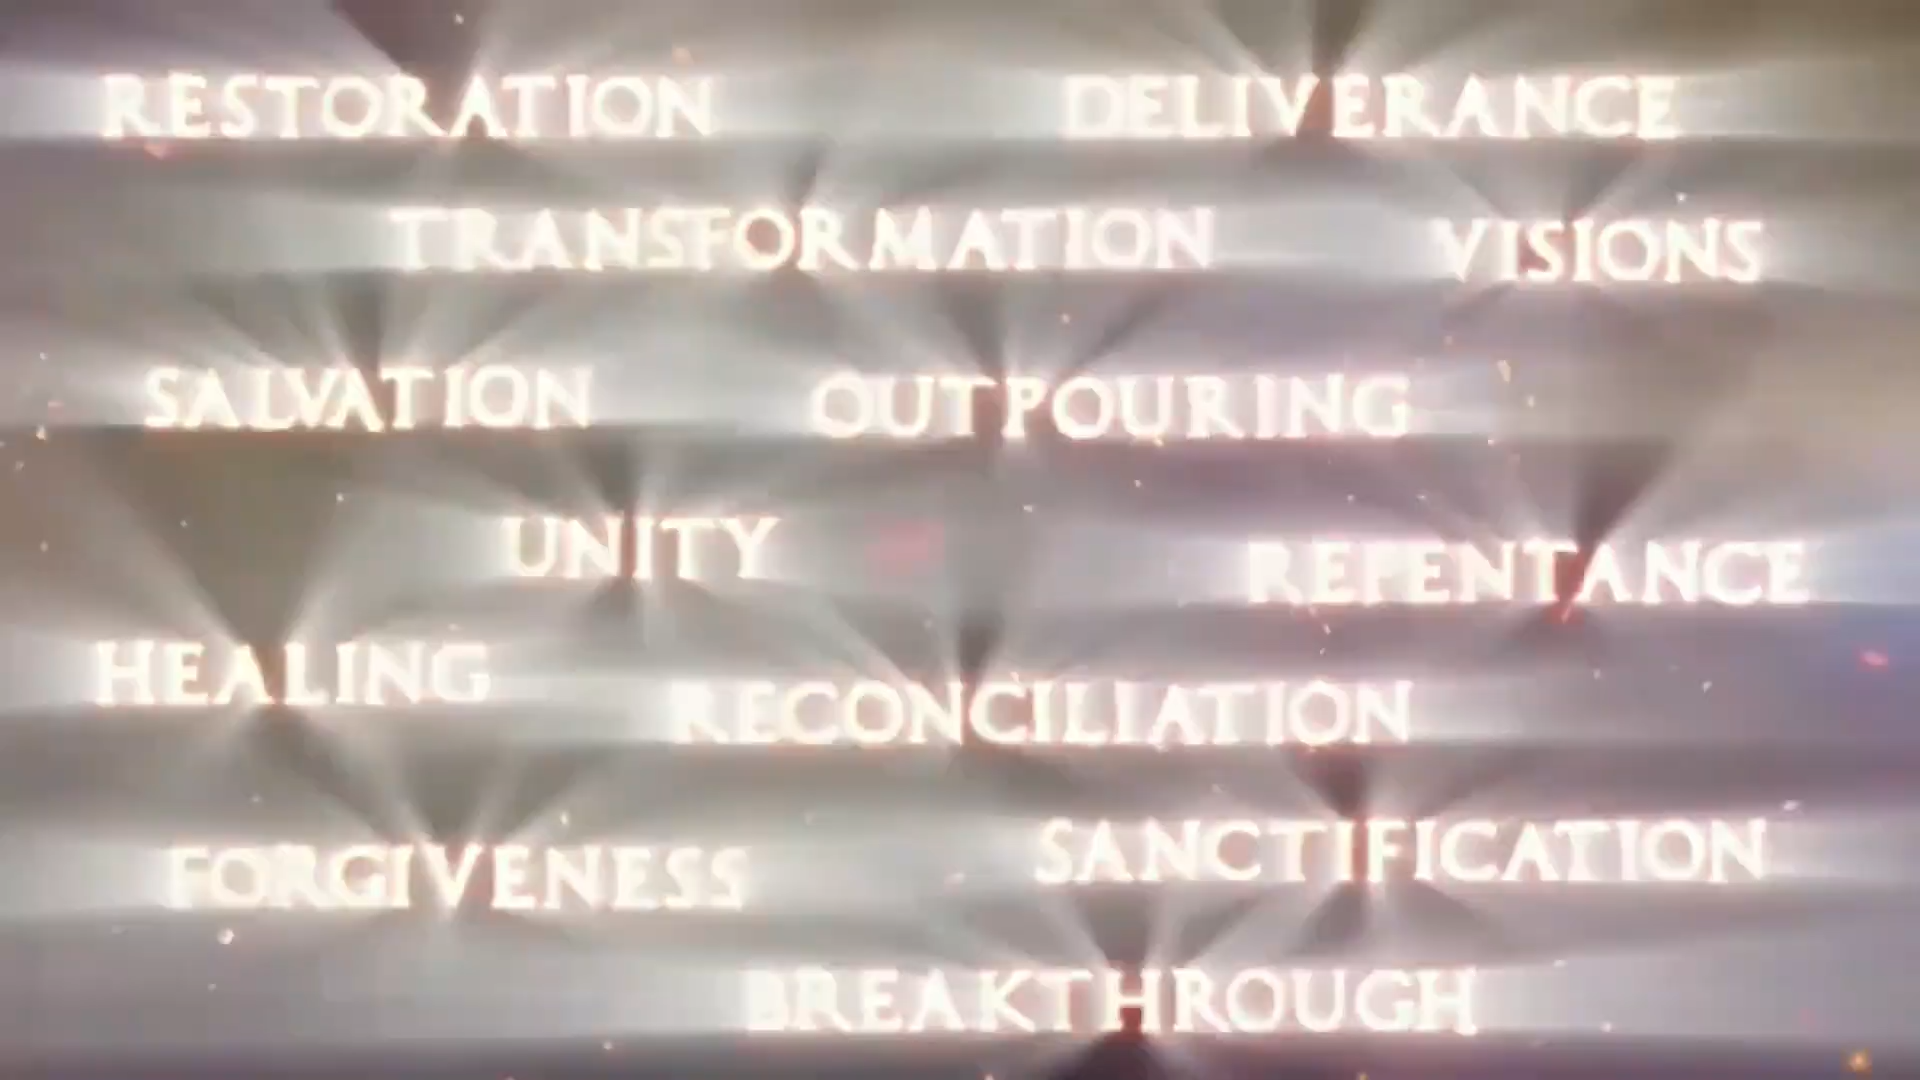 RESTORATION DELIVERANCE
TRANSFORMATION VISIONS
SALVATION OUTPOURING
UNITY REPENTANCE
HEALING RECONCILIATION
FORGIVENESS SANCTIFICATION
BREAKTHROUGH